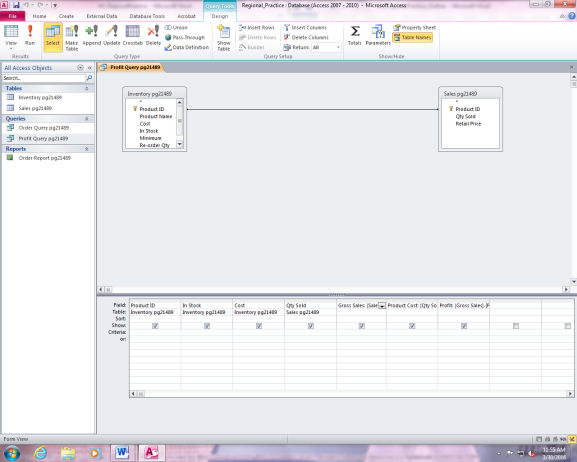 Query Tools
Regional_Practice : Database (Access 2007 - 2010) - Microsoft Access
File
Home
Create
External Data
Database Tools
Acrobat
Design
View
Run
Select
Make Table
Append
Update
Crosstab
Delete
Union
Pass-Through
Data Definition
Show Table
Insert Rows
Delete Rows
Builder
Insert Columns
Delete Columns
Return: All
Totals
Parameters
Property Sheet
Table Names
Results
Query Type
Query Setup
Show/Hide
All Access Objects
Search...
Tables
Inventory pg21489
Sales pg21489
Queries
Order Query pg21489
Profit Query pg21489
Reports
Order Report pg21489
Profit Query pg21489
Inventory pg21489
*
Product ID
Product Name
Cost
In Stock
Minimum
Re-order Qty
Sales pg21489
*
Product ID
Qty Sold
Retail Price
Field: Product ID In Stock Cost Qty Sold Gross Sales: [Sale Product Cost: [Qty So Profit: [Gross Sales]-[P
Table: Inventory pg21489 Inventory pg21489 Inventory pg21489 Sales pg21489
Sort:
Show:
Criteria:
or:
Form View
10:55 AM
3/30/2016